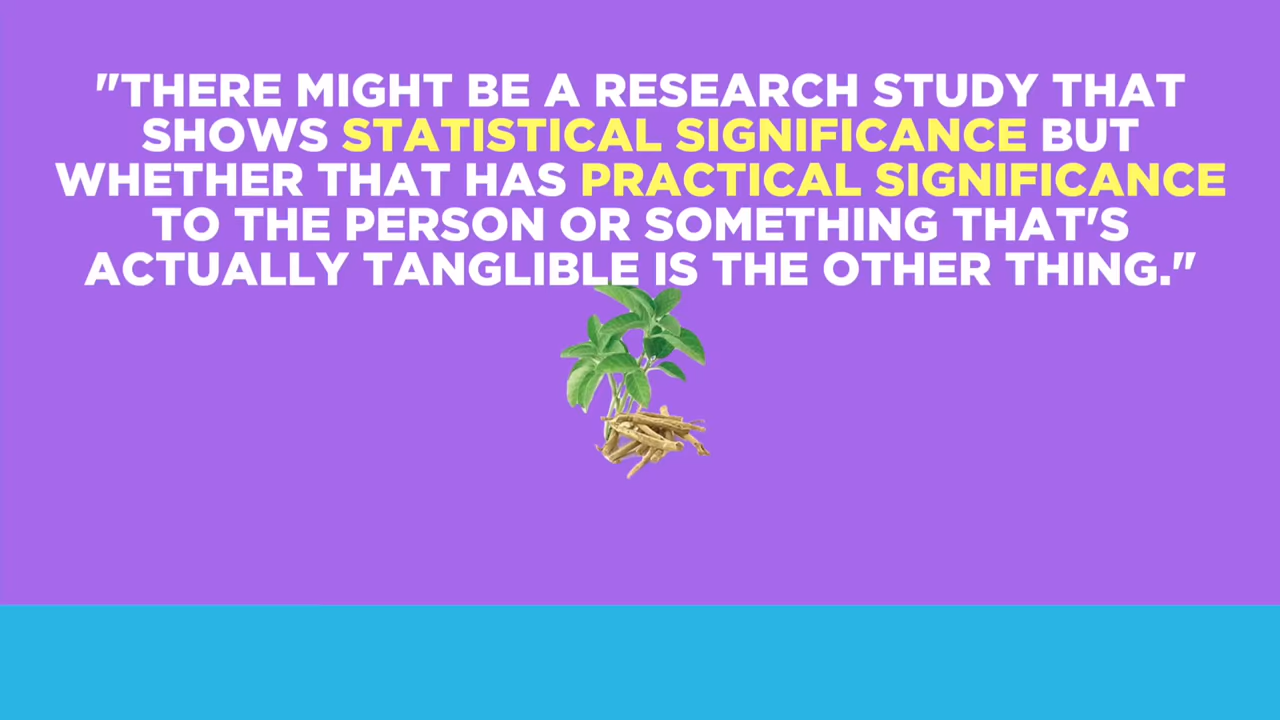 "THERE MIGHT BE A RESEARCH STUDY THAT
SHOWS STATISTICAL SIGNIFICANCE BUT
WHETHER THAT HAS PRACTICAL SIGNIFICANCE
TO THE PERSON OR SOMETHING THAT'S
ACTUALLY TANGLIBLE IS THE OTHER THING."